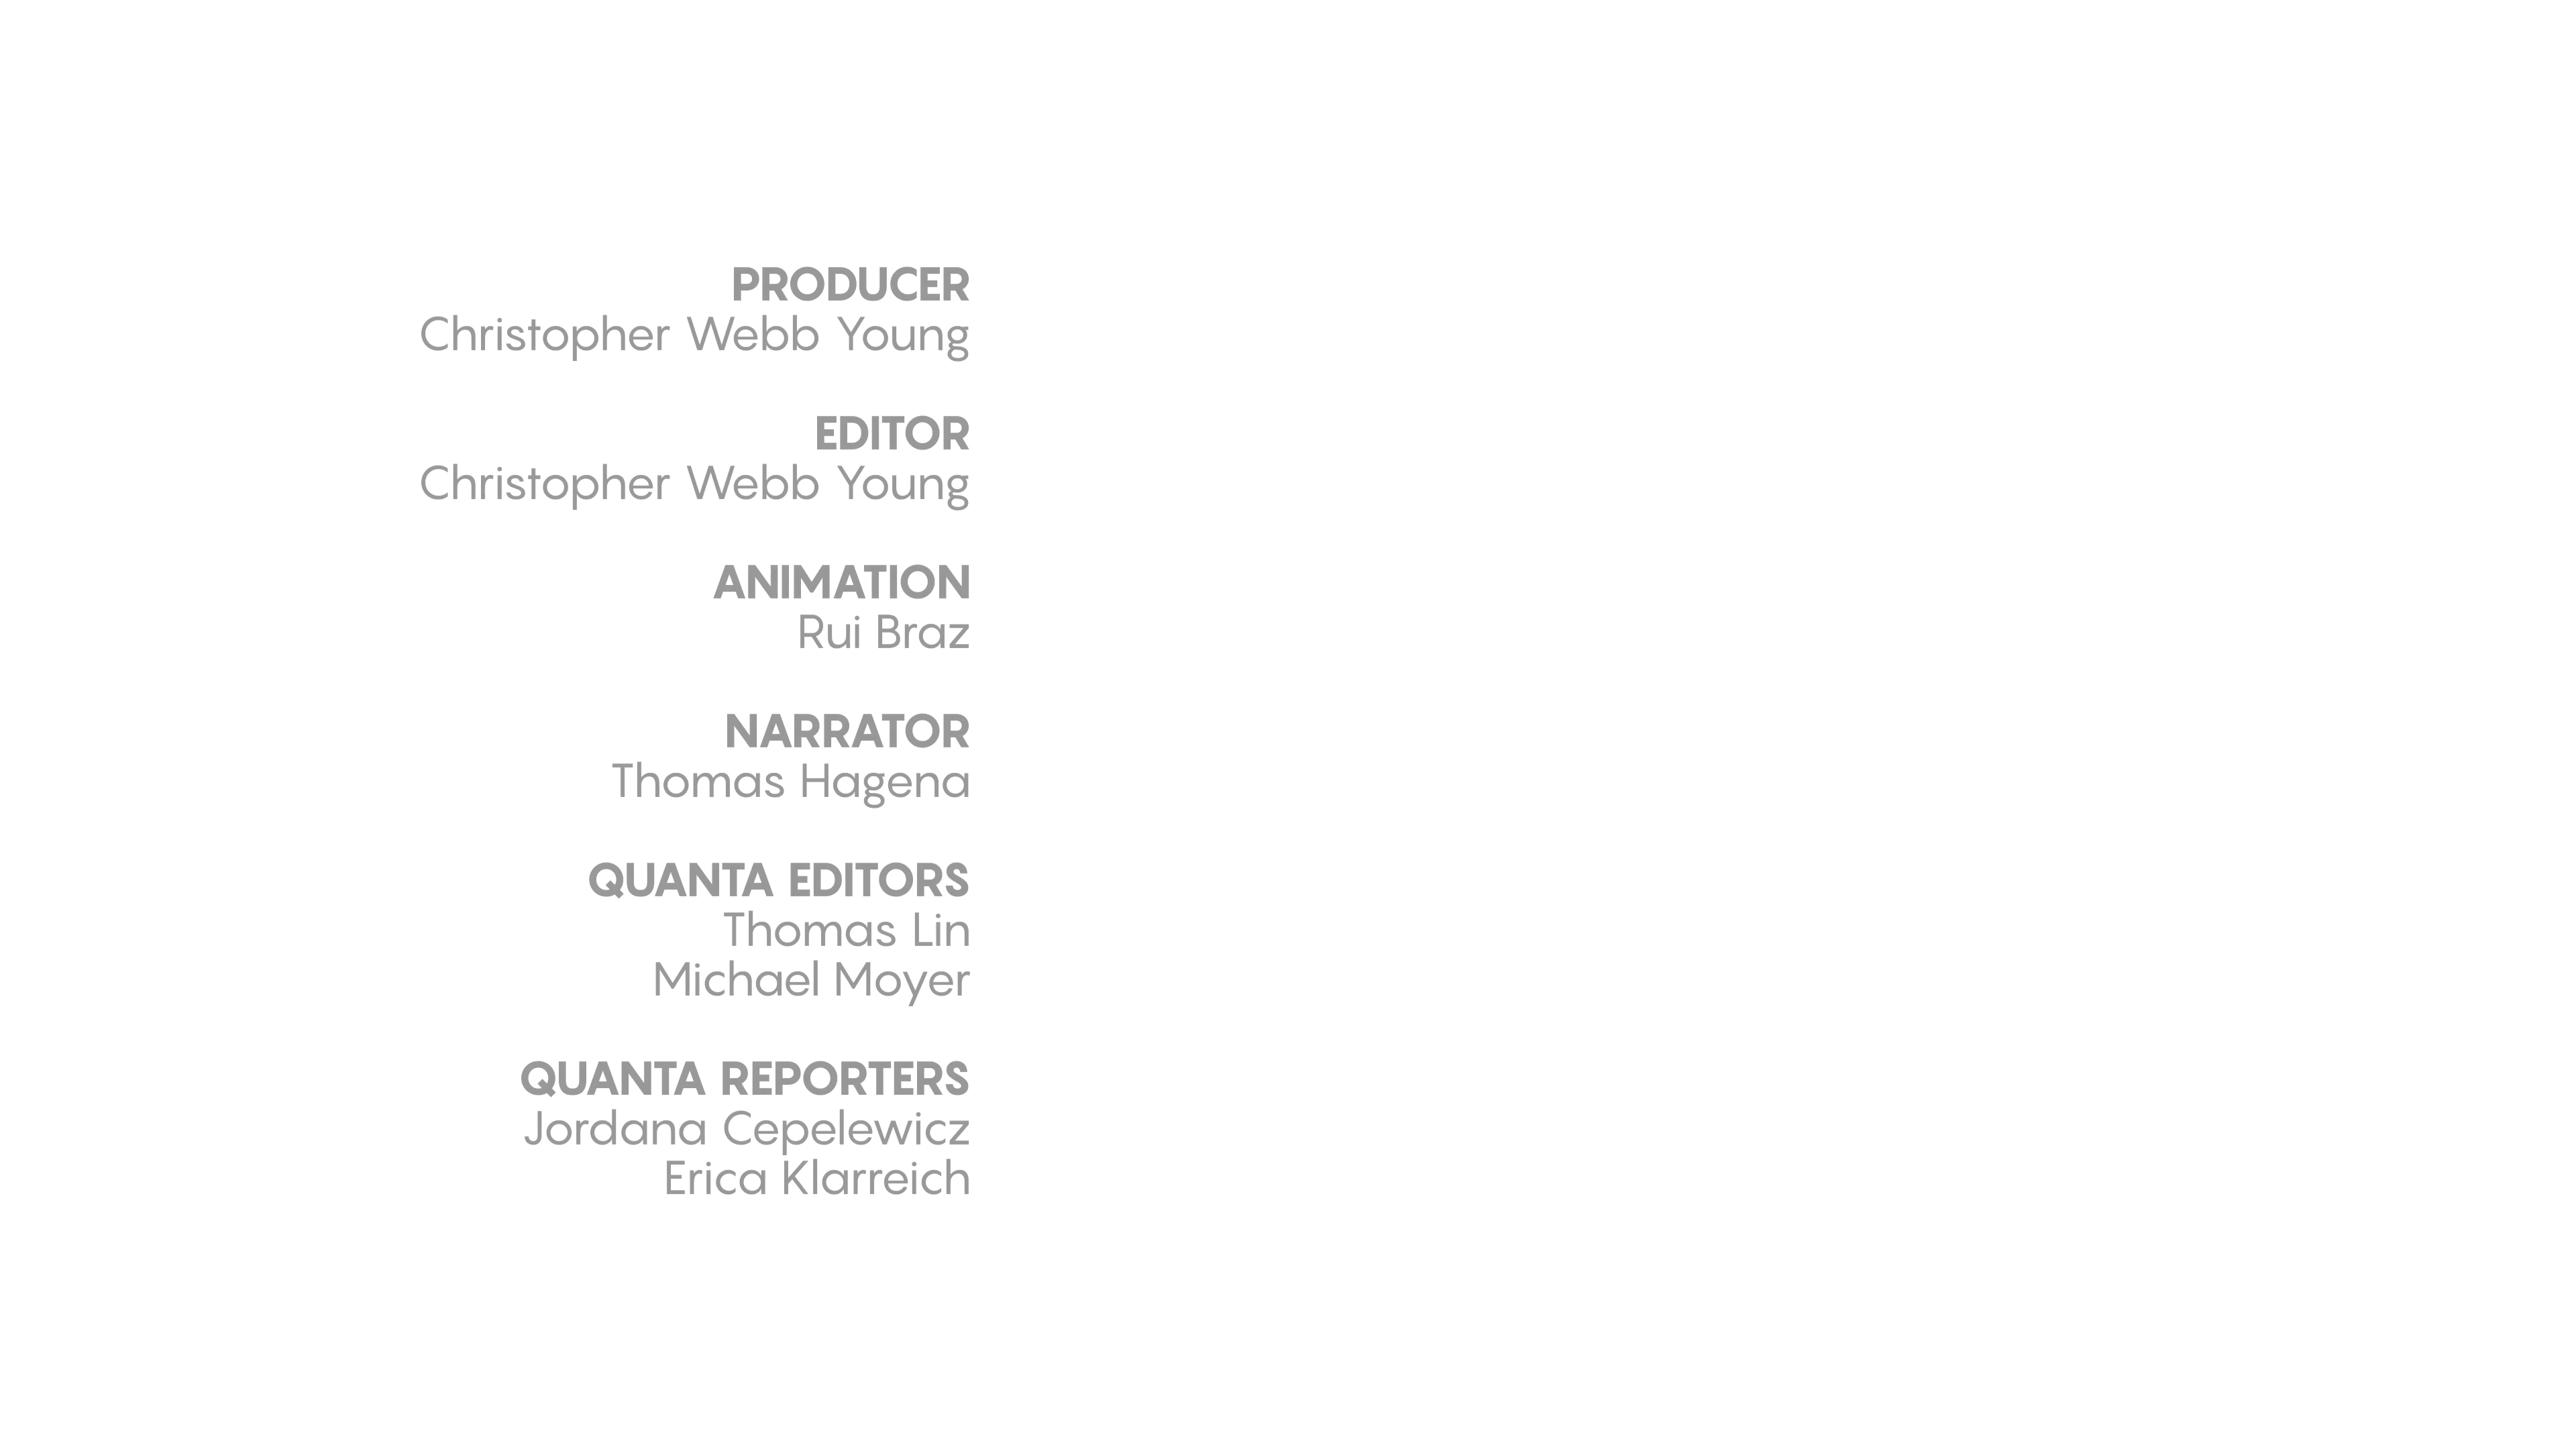 PRODUCER
Christopher Webb Young
EDITOR
Christopher Webb Young
ANIMATION
Rui Braz
NARRATOR
Thomas Hagena
QUANTA EDITORS
Thomas Lin
Michael Moyer
QUANTA REPORTERS
Jordana Cepelewicz
Erica Klarreich